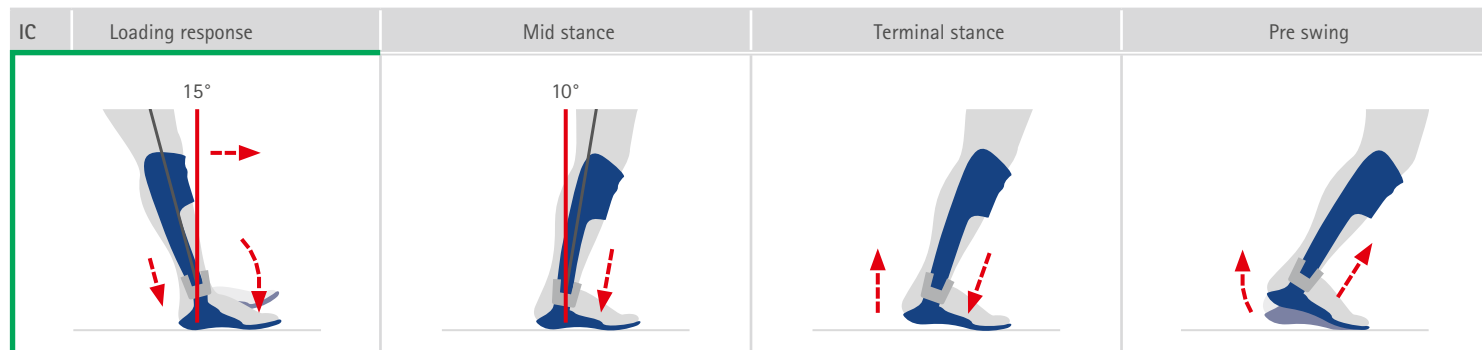 IC
Loading response
Mid stance
Terminal stance
Pre swing
15°
10°